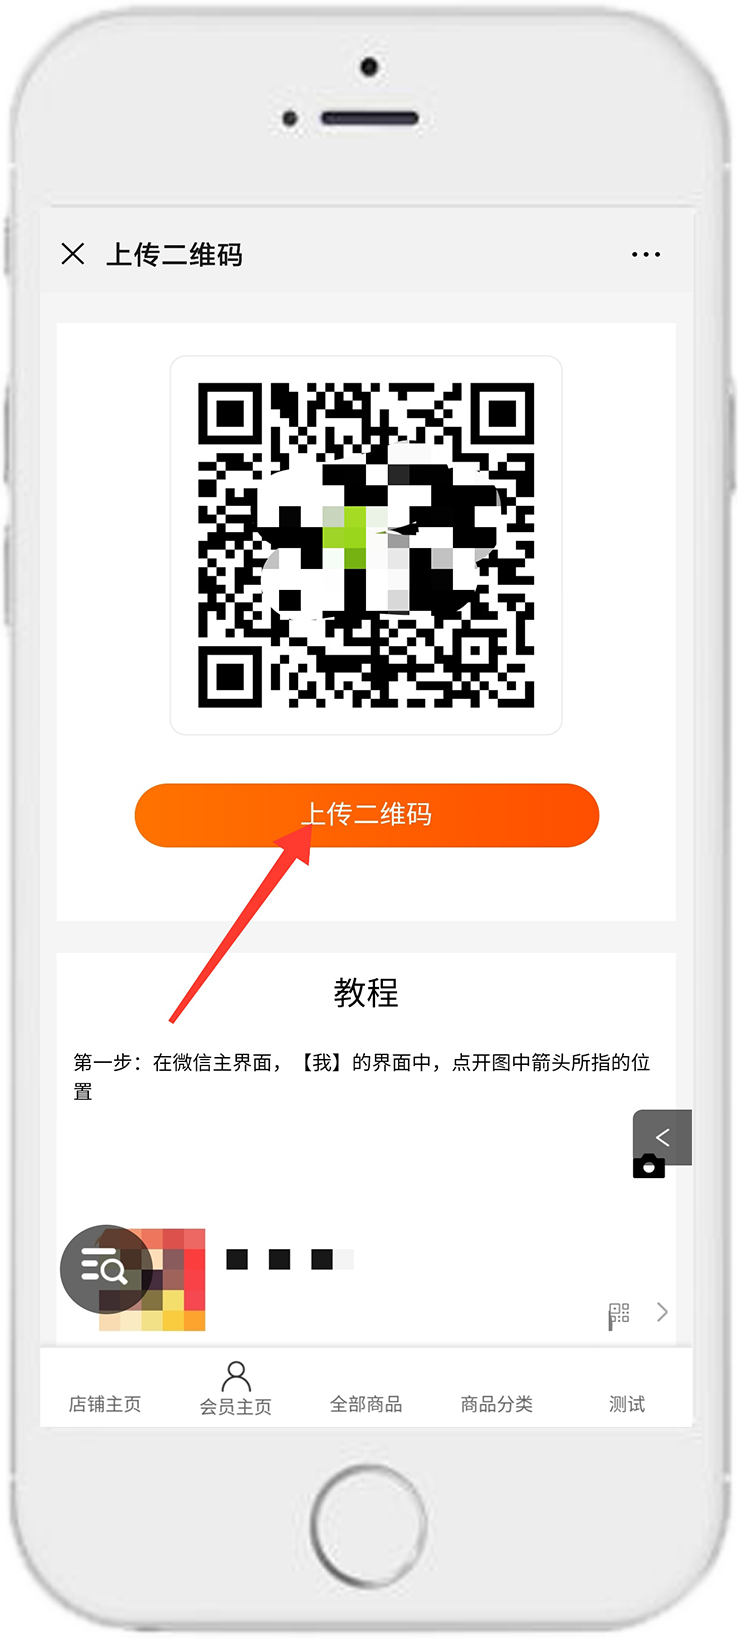 上传二维码
上传二维码
教程
第一步：在微信主界面，【我】的界面中，点开图中箭头所指的位
置
店铺主页
会员主页
全部商品
商品分类
测试